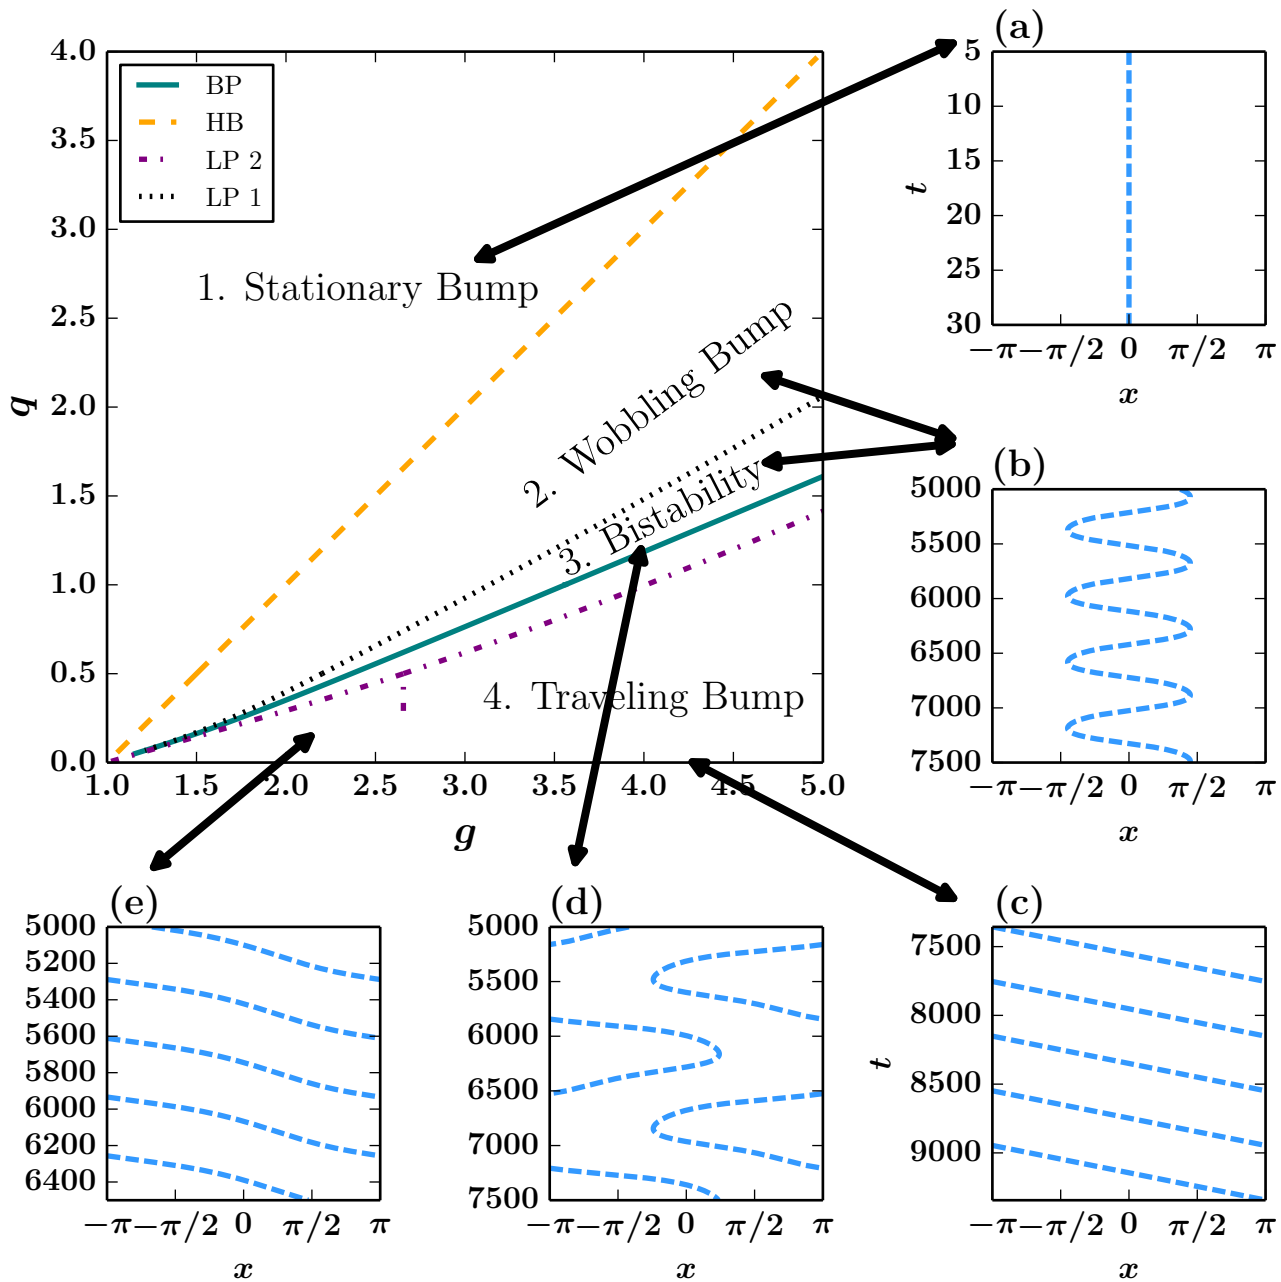 (a)
4.0
3.5
3.0
2.5
2.0
1.5
1.0
0.5
0.0
q
BP
HB
LP 2
LP 1
1. Stationary Bump
2. Wobbling Bump
3. Bistability
4. Traveling Bump
1.0 1.5 2.0 2.5 3.0 3.5 4.0 4.5 5.0
g
5
10
15
20
25
30
t
−π −π/2 0 π/2 π
x
(b)
5000
5500
6000
6500
7000
7500
−π −π/2 0 π/2 π
x
(e)
5000
5200
5400
5600
5800
6000
6200
6400
−π −π/2 0 π/2 π
x
(d)
5000
5500
6000
6500
7000
7500
−π −π/2 0 π/2 π
x
(c)
7500
8000
8500
9000
t
−π −π/2 0 π/2 π
x